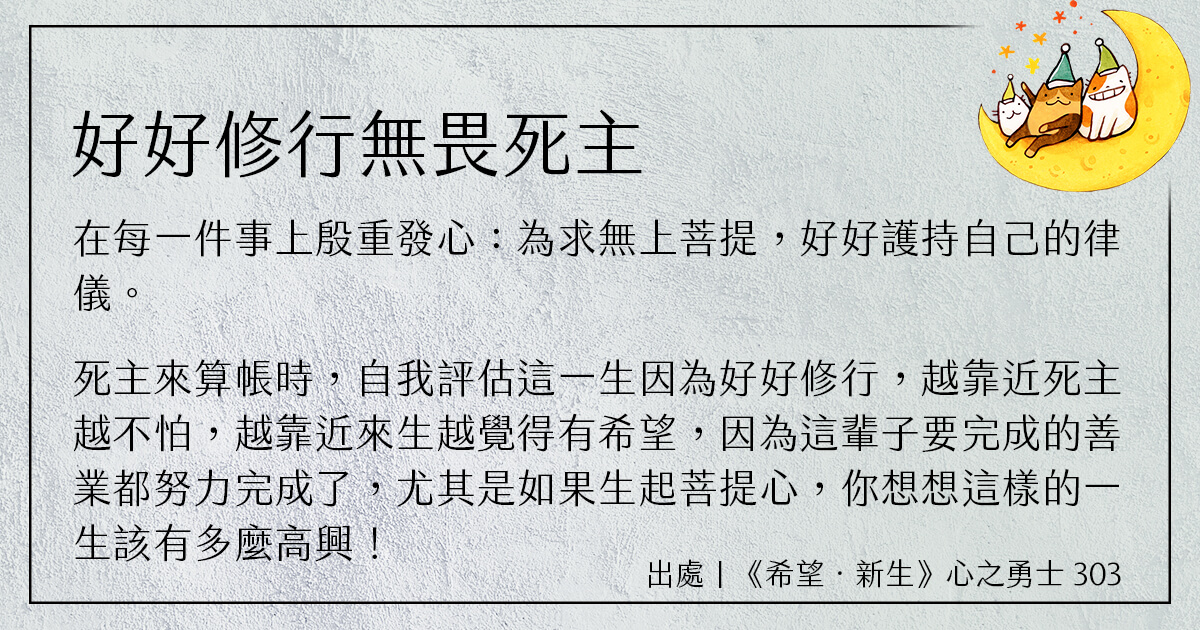 好好修行無畏死主
在每一件事上殷重發心：為求無上菩提，好好護持自己的律
儀。
死主來算帳時，自我評估這一生因為好好修行，越靠近死主
越不怕，越靠近來生越覺得有希望，因為這輩子要完成的善
業都努力完成了，尤其是如果生起菩提心，你想想這樣的一
生該有多麼高興！
出處｜《希望．新生》心之勇士 303